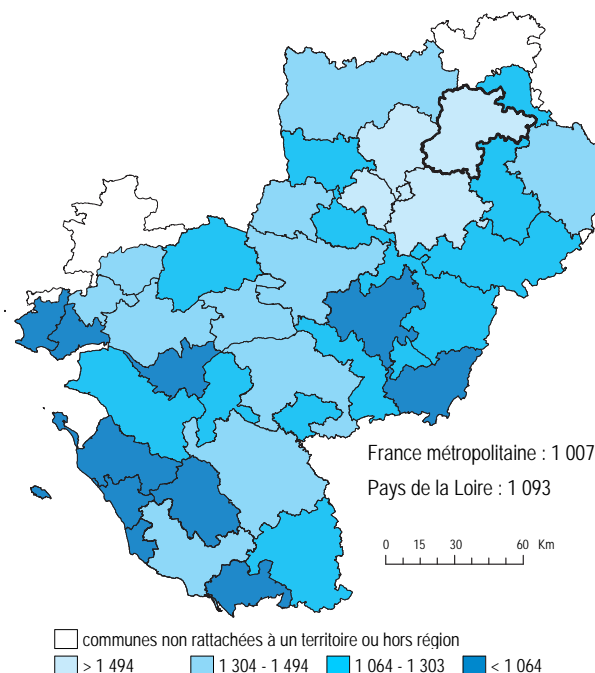 France métropolitaine : 1 007
Pays de la Loire : 1 093
0 15 30 60 Km
communes non rattachées à un territoire ou hors région
> 1 494 1 304 - 1 494 1 064 - 1 303 < 1 064